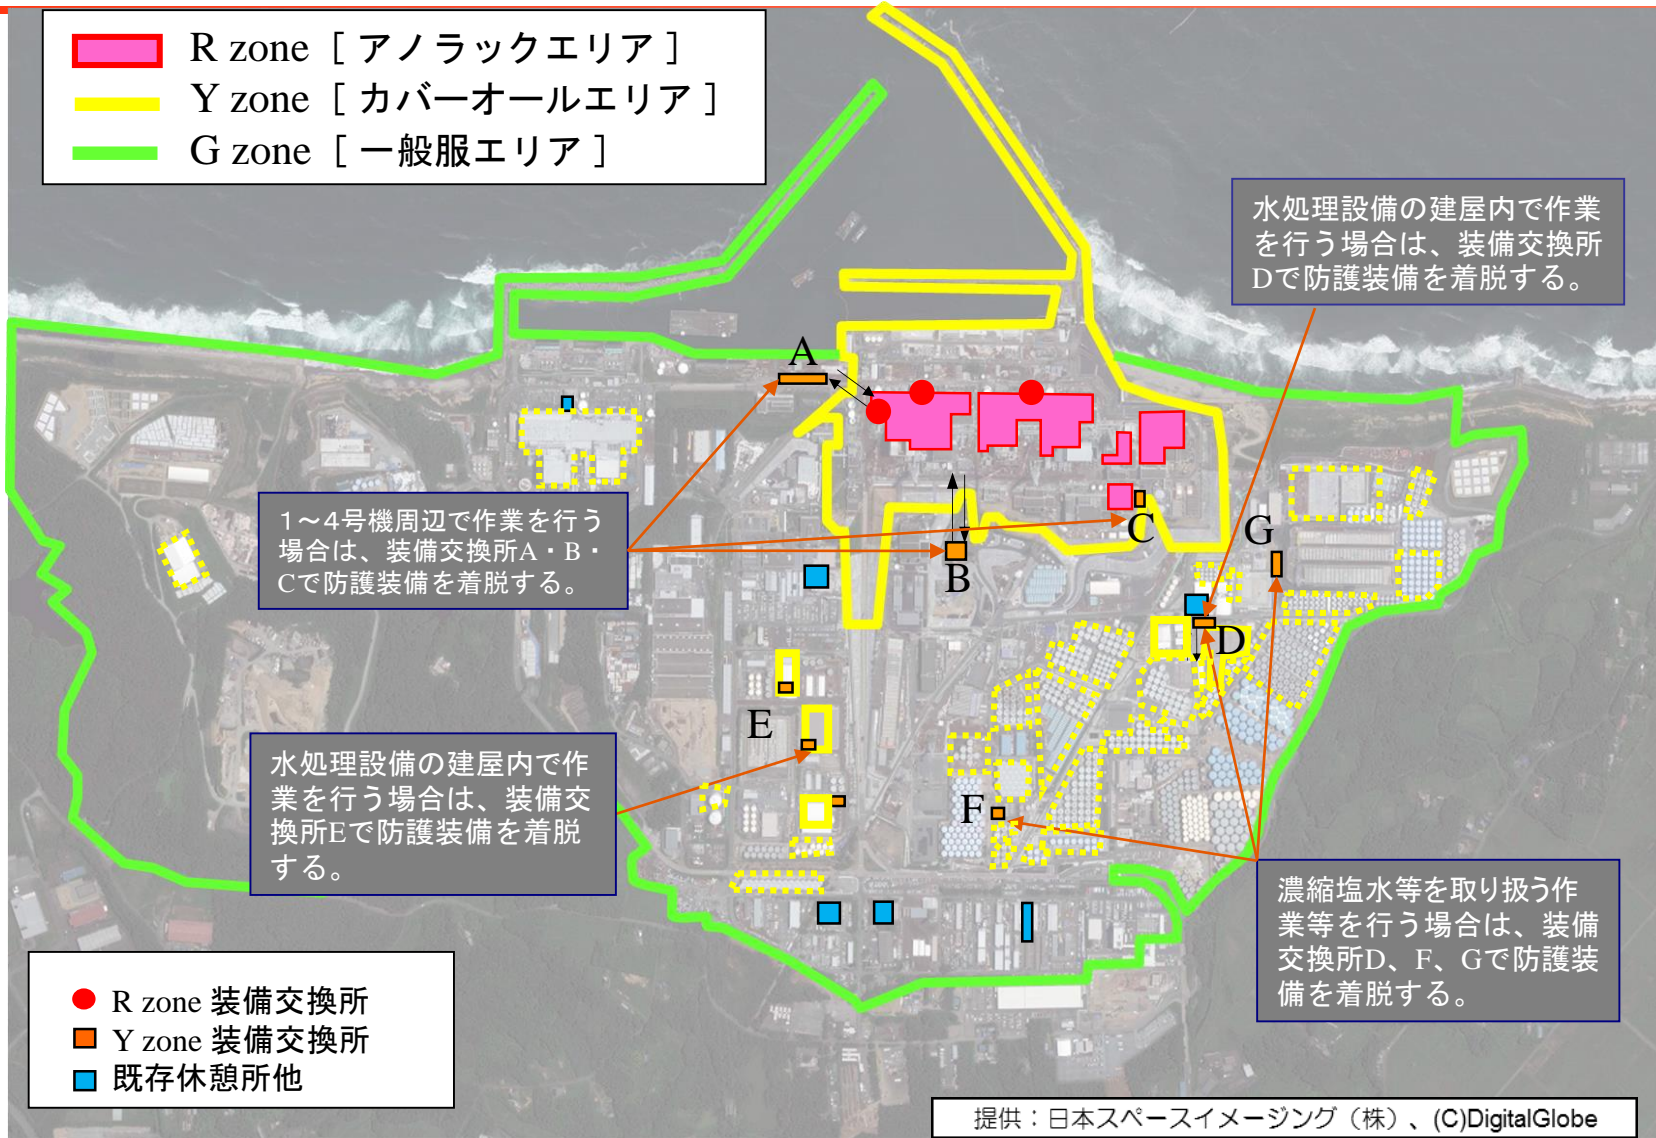 R zone［アノラックエリア］
Y zone［カバーオールエリア］
G zone［一般服エリア］
水処理設備の建屋内で作業
を行う場合は、装備交換所
Dで防護装備を着脱する。
A
1～4号機周辺で作業を行う
場合は、装備交換所A・B・
Cで防護装備を着脱する。
C
G
B
D
E
水処理設備の建屋内で作
業を行う場合は、装備交
換所Eで防護装備を着脱
する。
F
濃縮塩水等を取り扱う作
業等を行う場合は、装備
交換所D、F、Gで防護装
備を着脱する。
R zone 装備交換所
Y zone 装備交換所
既存休憩所他
提供：日本スペースイメージング（株）、(C)DigitalGlobe